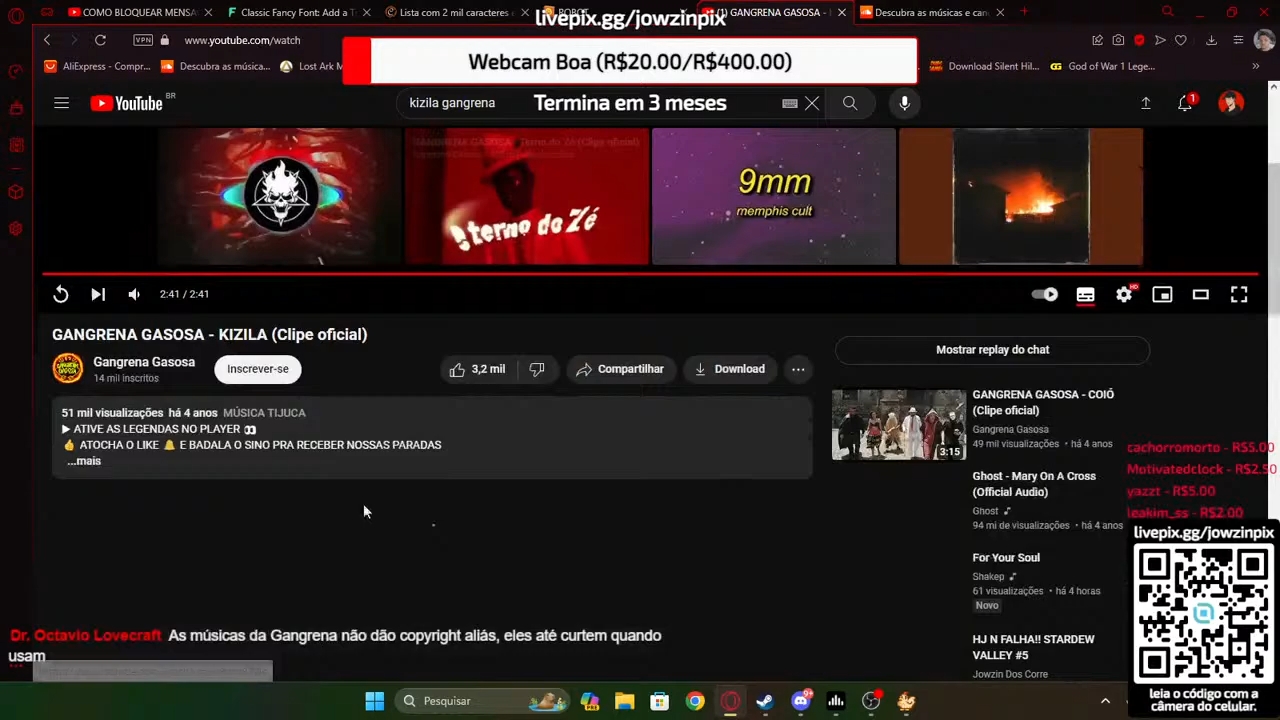 COMO BLOQUEAR MENSA
Classic Fancy Font: Add a T
Lista com 2 mil caracteres e
(1) GANGRENA GASOSA -
Descubra as músicas e can
livepix.gg/jowzinpix
VPN
www.youtube.com/watch
Webcam Boa (R$20.00/R$400.00)
AliExpress - Compr...
Descubra as música...
Lost Ark M
Download Silent Hil...
God of War 1 Lege...
YouTube
BR
kizila gangrena
Termina em 3 meses
1
Terno do Zé
9mm
memphis cult
2:41 / 2:41
HD
GANGRENA GASOSA - KIZILA (Clipe oficial)
Gangrena Gasosa
14 mil inscritos
Inscrever-se
3,2 mil
Compartilhar
Download
Mostrar replay do chat
51 mil visualizações há 4 anos MÚSICA TIJUCA
▶ ATIVE AS LEGENDAS NO PLAYER 👀
👍 ATOCHA O LIKE 🔔 E BADALA O SINO PRA RECEBER NOSSAS PARADAS
...mais
3:15
GANGRENA GASOSA - COIÓ
(Clipe oficial)
Gangrena Gasosa
49 mil visualizações • há 4 anos
Ghost - Mary On A Cross
(Official Audio)
Ghost
94 mi de visualizações • há 4 anos
For Your Soul
Shakep
61 visualizações • há 4 horas
Novo
HJ N FALHA!! STARDEW
VALLEY #5
Jowzin Dos Corre
cachorromorto - R$5.00
Motivatedclock - R$2.50
yazzt - R$5.00
leakim_ss - R$2.00
livepix.gg/jowzinpix
leia o código com a
câmera do celular.
Dr. Octavio Lovecraft As músicas da Gangrena não dão copyright aliás, eles até curtem quando
usam
Pesquisar
PRE
9+